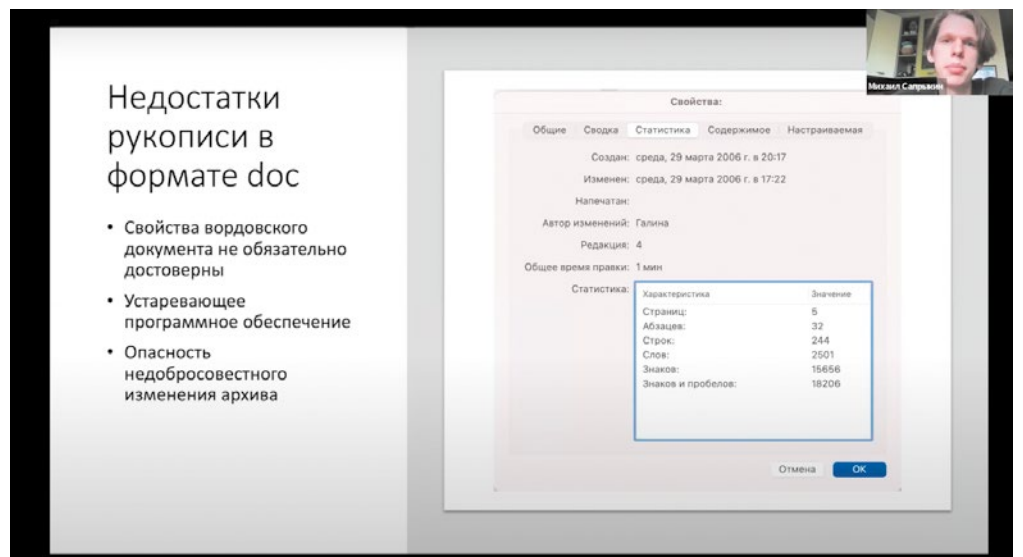 Недостатки
рукописи в
формате doc
• Свойства вордовского
документа не обязательно
достоверны
• Устаревающее
программное обеспечение
• Опасность
недобросовестного
изменения архива
Свойства:
Общие Сводка Статистика Содержимое Настраиваемая
Создан: среда, 29 марта 2006 г. в 20:17
Изменен: среда, 29 марта 2006 г. в 17:22
Напечатан:
Автор изменений: Галина
Редакция: 4
Общее время правки: 1 мин
Статистика:
Характеристика Значение
Страниц: 5
Абзацев: 32
Строк: 244
Слов: 2501
Знаков: 15656
Знаков и пробелов: 18206
Отмена ОК
Михаил Сапрыкин